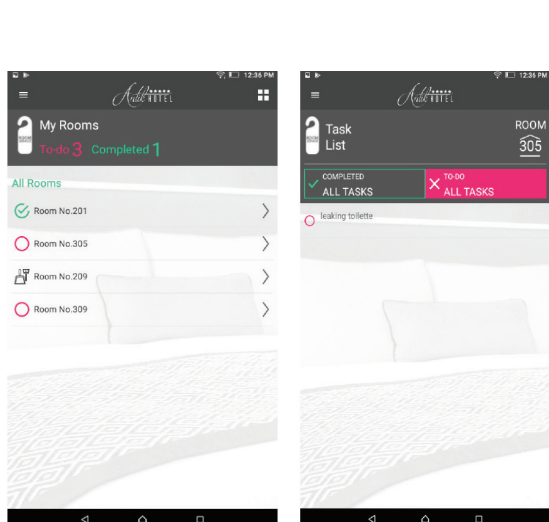 12:36 PM
HOTEL
My Rooms
To-do 3 Completed 1
All Rooms
Room No.201
Room No.305
Room No.209
Room No.309
12:36 PM
HOTEL
Task
List
ROOM
305
COMPLETED
ALL TASKS
TO-DO
ALL TASKS
leaking toilette